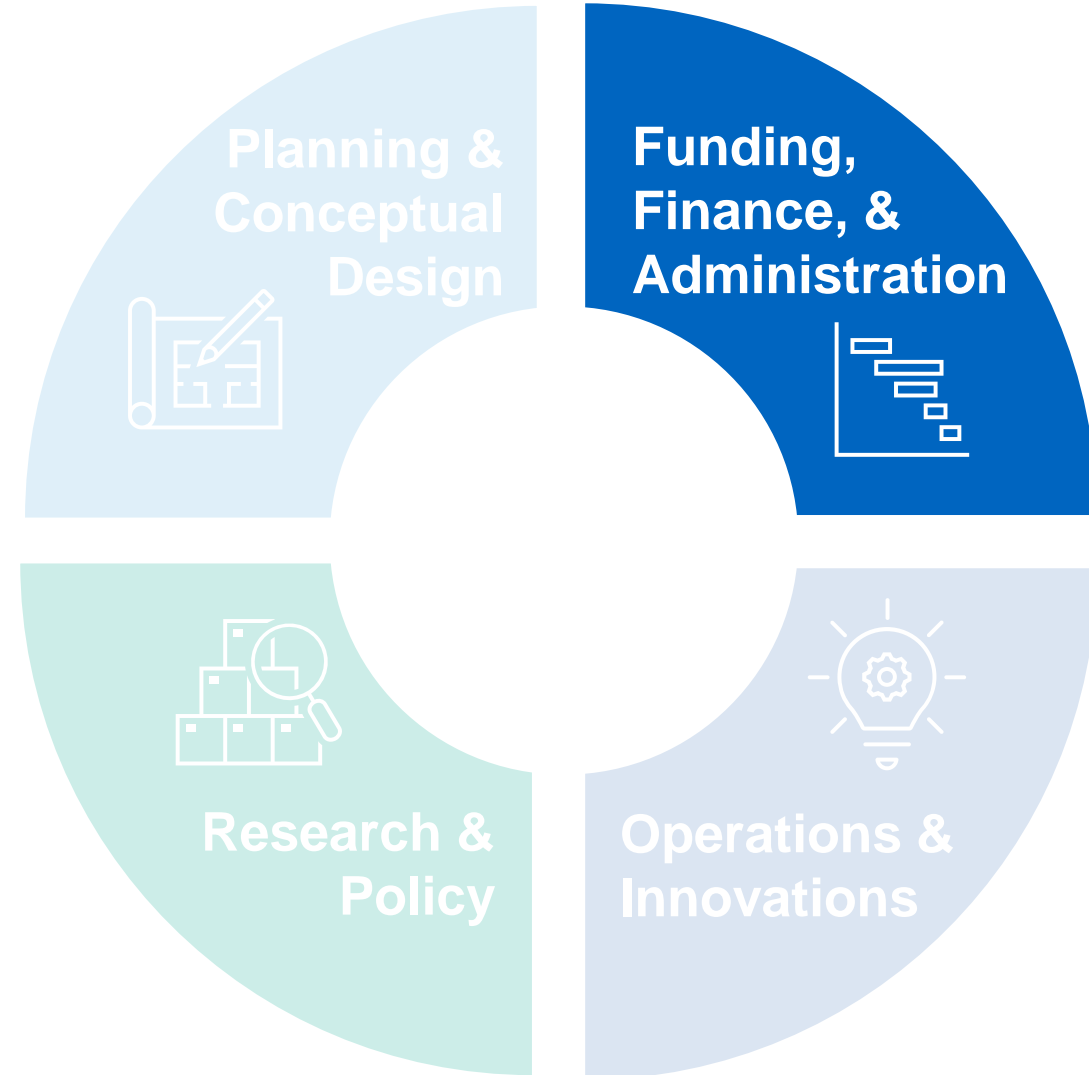 Planning &
Conceptual
Design
Funding,
Finance, &
Administration
Research &
Policy
Operations &
Innovations